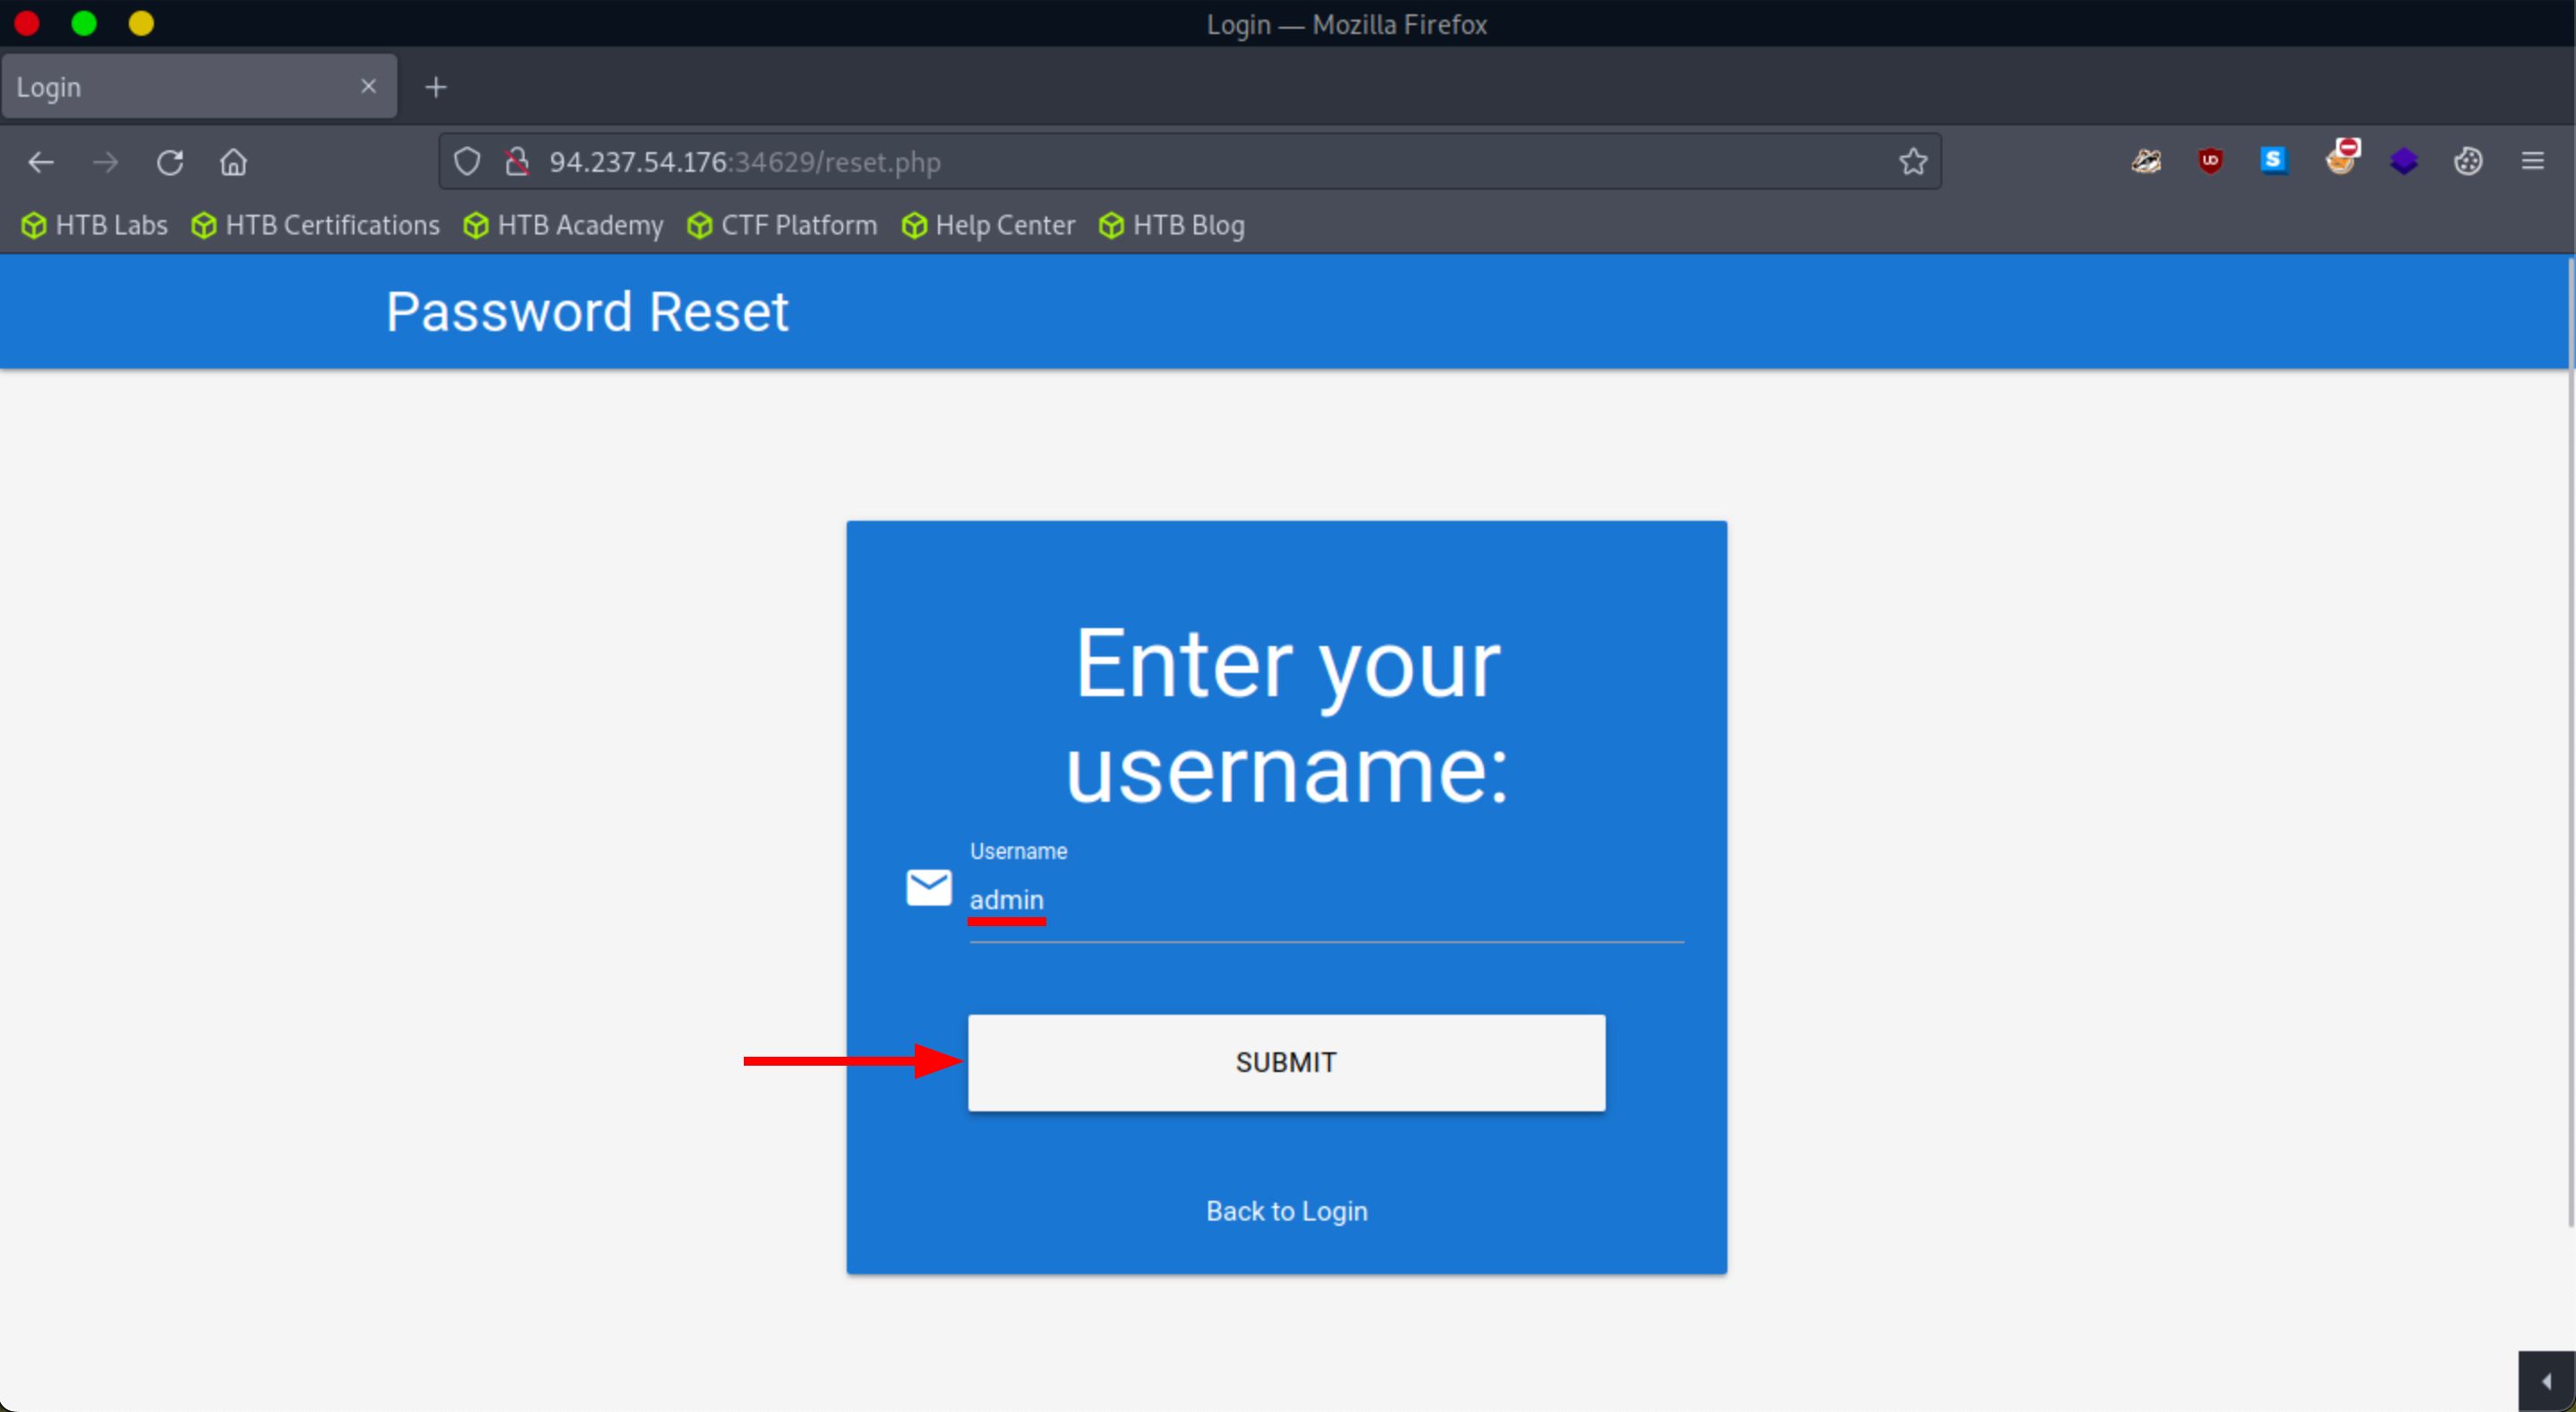 Login — Mozilla Firefox
Login
94.237.54.176:34629/reset.php
HTB Labs HTB Certifications HTB Academy CTF Platform Help Center HTB Blog
Password Reset
Enter your
username:
Username
admin
SUBMIT
Back to Login